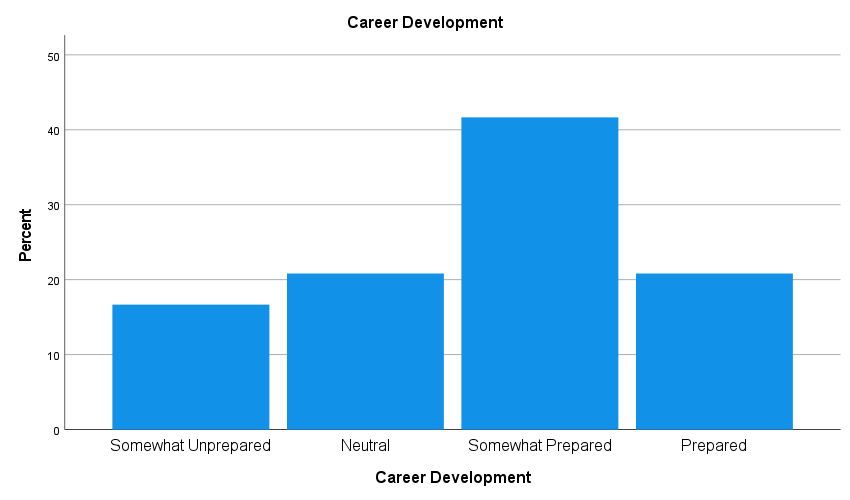 Career Development
50
40
30
20
10
0
Percent
Somewhat Unprepared
Neutral
Somewhat Prepared
Prepared
Career Development